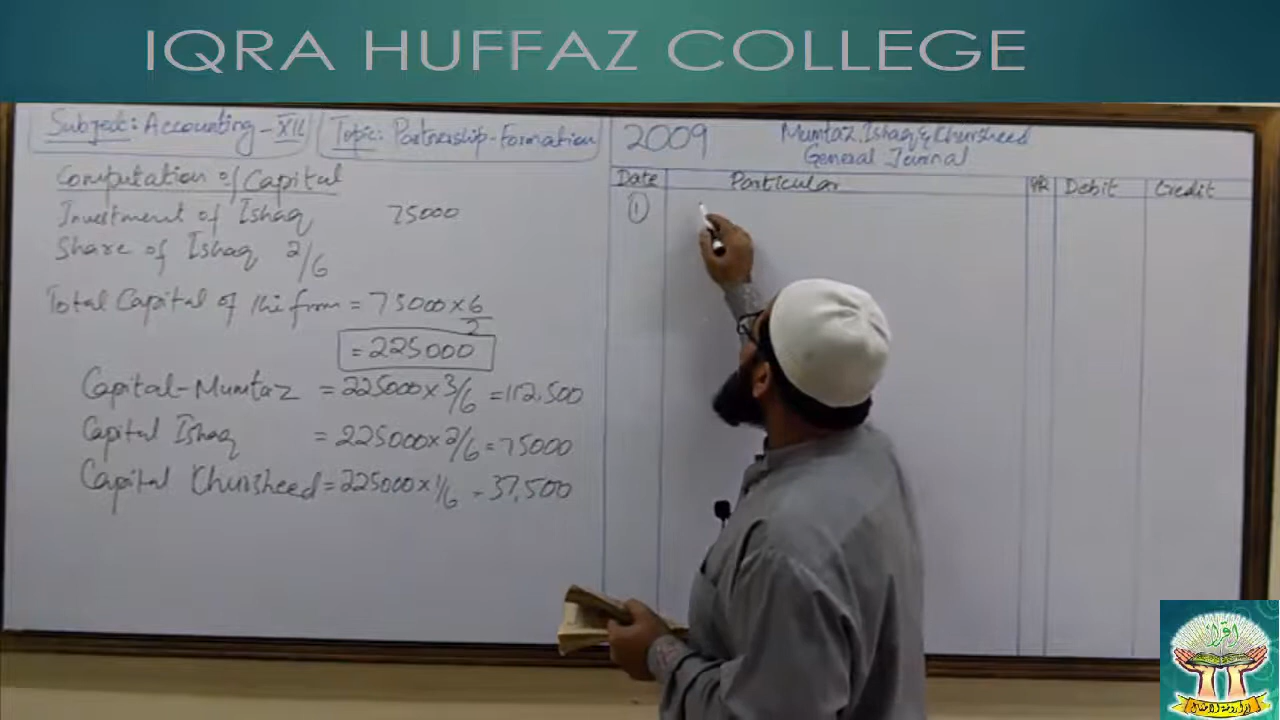 IQRA HUFFAZ COLLEGE
Subject: Accounting-XII
Topic: Partnership-Formation
Computation of Capital
Investment of Ishaq 75000
Share of Ishaq 2/6
Total Capital of the firm = 75000 × 6/2
= 225000
Capital-Mumtaz = 225000 × 3/6 = 112,500
Capital Ishaq = 225000 × 2/6 = 75000
Capital Khursheed = 225000 × 1/6 = 37,500
2009
Mumtaz, Ishaq & Khursheed
General Journal
Date Particular PR Debit Credit
①
اقرأ